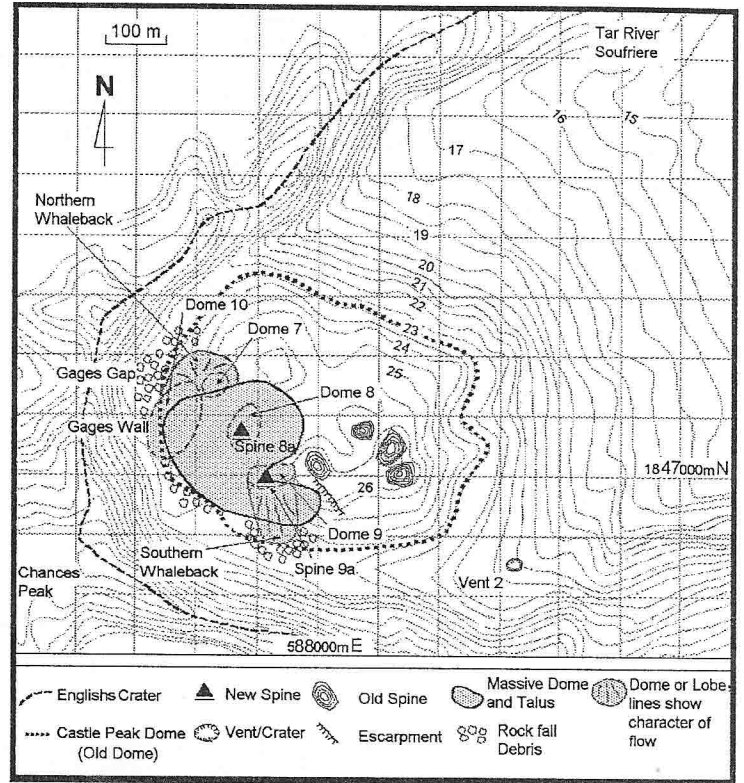 100 m
Tar River
Soufriere
N
16
15
17
Northern
Whaleback
18
19
20
21
22
Dome 10
23
Dome 7
24
Gages Gap
25
Dome 8
Gages Wall
Spine 8a
1847000mN
26
Dome 9
Southern
Whaleback
Spine 9a
Vent 2
Chances
Peak
588000m E
Englishs Crater
New Spine
Old Spine
Massive Dome
and Talus
Dome or Lobe
lines show
character of
flow
Castle Peak Dome
(Old Dome)
Vent/Crater
Escarpment
Rock fall
Debris